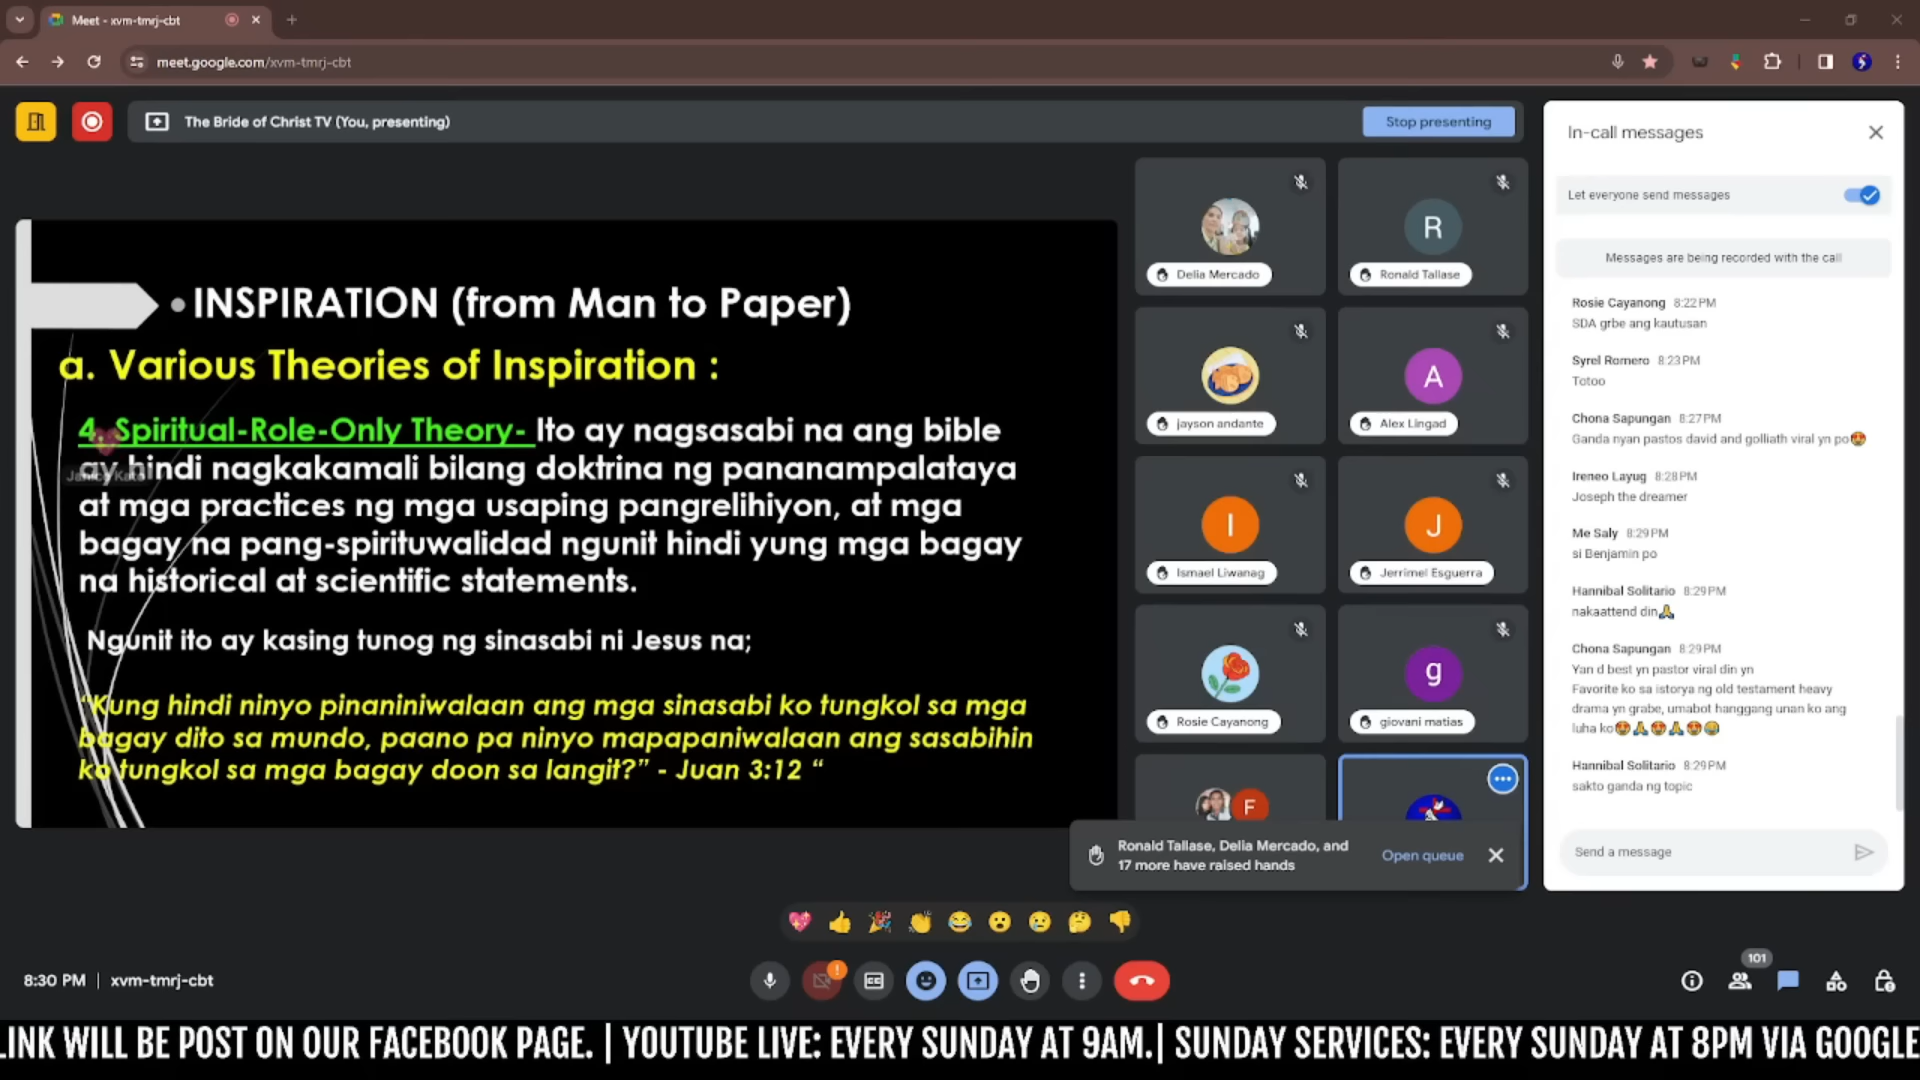 Meet - xvm-tmrj-cbt
meet.google.com/xvm-tmrj-cbt
The Bride of Christ TV (You, presenting)
Stop presenting
• INSPIRATION (from Man to Paper)
a. Various Theories of Inspiration :
4. Spiritual-Role-Only Theory- Ito ay nagsasabi na ang bible
ay hindi nagkakamali bilang doktrina ng pananampalataya
at mga practices ng mga usaping pangrelihiyon, at mga
bagay na pang-spirituwalidad ngunit hindi yung mga bagay
na historical at scientific statements.
Ngunit ito ay kasing tunog ng sinasabi ni Jesus na;
“Kung hindi ninyo pinaniniwalaan ang mga sinasabi ko tungkol sa mga
bagay dito sa mundo, paano pa ninyo mapapaniwalaan ang sasabihin
ko tungkol sa mga bagay doon sa langit?” - Juan 3:12 “
Delia Mercado
R
Ronald Tallase
jayson andante
A
Alex Lingad
I
Ismael Liwanag
J
Jerrimel Esguerra
Rosie Cayanong
g
giovani matias
F
Ronald Tallase, Delia Mercado, and
17 more have raised hands
Open queue
In-call messages
Let everyone send messages
Messages are being recorded with the call
Rosie Cayanong 8:22 PM
SDA grbe ang kautusan
Syrel Romero 8:23 PM
Totoo
Chona Sapungan 8:27 PM
Ganda nyan pastos david and golliath viral yn po😍
Ireneo Layug 8:28 PM
Joseph the dreamer
Me Saly 8:29 PM
si Benjamin po
Hannibal Solitario 8:29 PM
nakaattend din🙏
Chona Sapungan 8:29 PM
Yan d best yn pastor viral din yn
Favorite ko sa istorya ng old testament heavy
drama yn grabe, umabot hanggang unan ko ang
luha ko😍🙏😍🙏😍😂
Hannibal Solitario 8:29 PM
sakto ganda ng topic
Send a message
8:30 PM | xvm-tmrj-cbt
101
LINK WILL BE POST ON OUR FACEBOOK PAGE. | YOUTUBE LIVE: EVERY SUNDAY AT 9AM.| SUNDAY SERVICES: EVERY SUNDAY AT 8PM VIA GOOGLE